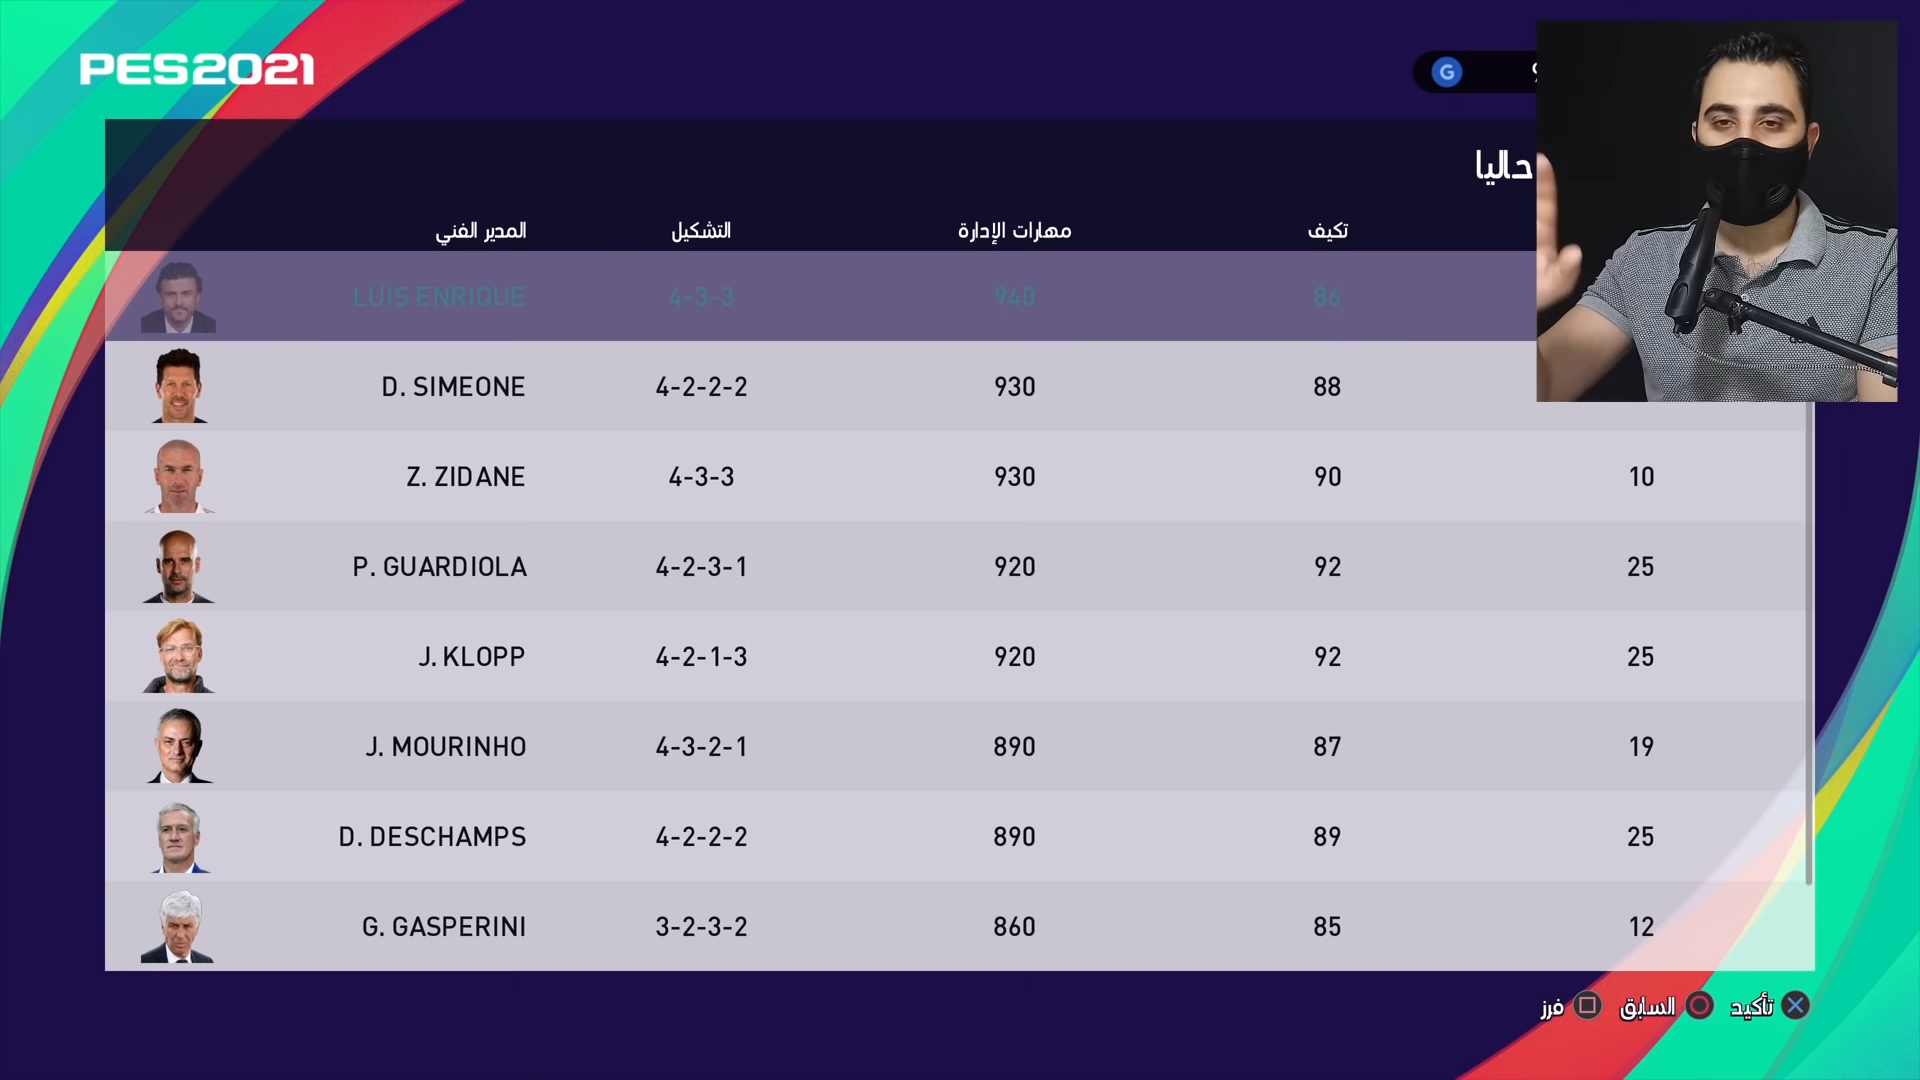 PES2021
G
حاليا
المدير الفني التشكيل مهارات الإدارة تكيف
LUIS ENRIQUE 4-3-3 940 86
D. SIMEONE 4-2-2-2 930 88
Z. ZIDANE 4-3-3 930 90 10
P. GUARDIOLA 4-2-3-1 920 92 25
J. KLOPP 4-2-1-3 920 92 25
J. MOURINHO 4-3-2-1 890 87 19
D. DESCHAMPS 4-2-2-2 890 89 25
G. GASPERINI 3-2-3-2 860 85 12
تأكيد السابق فرز